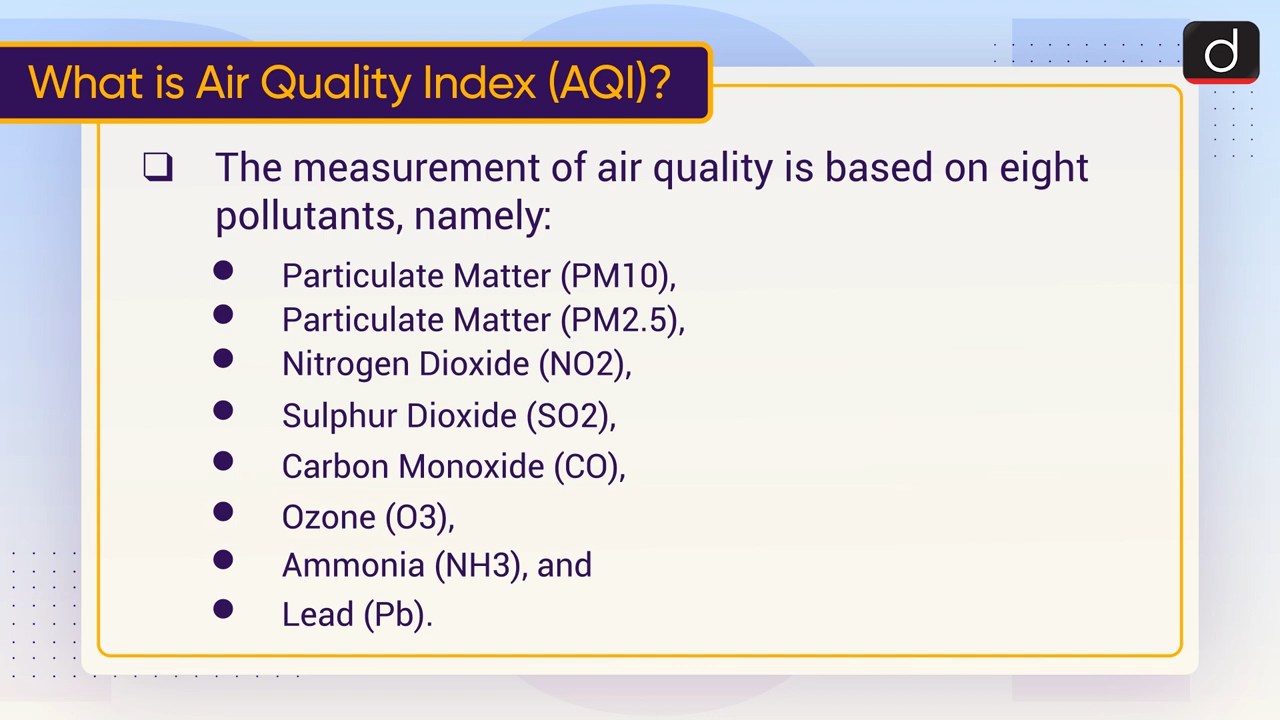 What is Air Quality Index (AQI)?
d
The measurement of air quality is based on eight
pollutants, namely:
Particulate Matter (PM10),
Particulate Matter (PM2.5),
Nitrogen Dioxide (NO2),
Sulphur Dioxide (SO2),
Carbon Monoxide (CO),
Ozone (O3),
Ammonia (NH3), and
Lead (Pb).